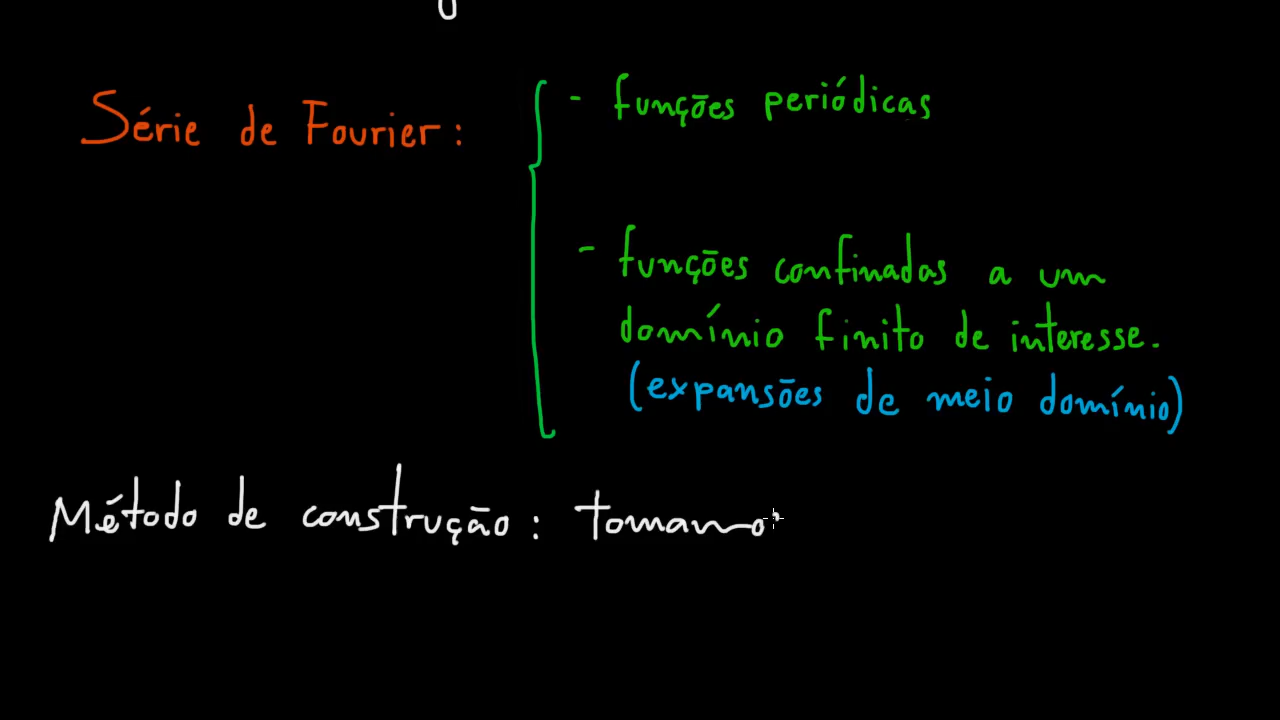 Série de Fourier:
- funções periódicas
- funções confinadas a um
domínio finito de interesse.
(expansões de meio domínio)
Método de construção: tomamo